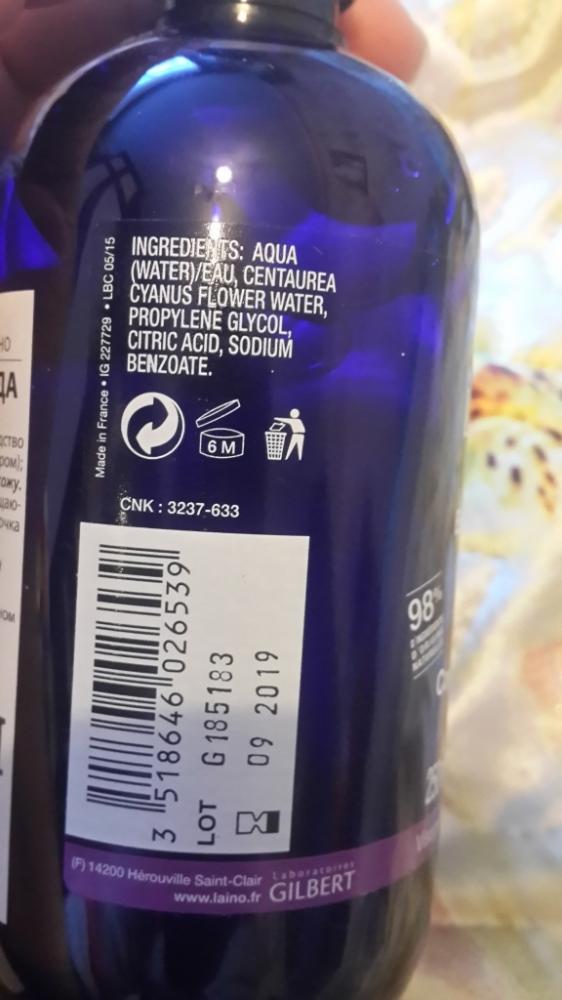 Made in France • IG 227729 • LBC 05/15
INGREDIENTS: AQUA
(WATER)/EAU, CENTAUREA
CYANUS FLOWER WATER,
PROPYLENE GLYCOL,
CITRIC ACID, SODIUM
BENZOATE.
6 M
CNK : 3237-633
3 518646 026539
LOT G185183
09 2019
98%
(F) 14200 Hérouville Saint-Clair
www.laino.fr
Laboratoires
GILBERT